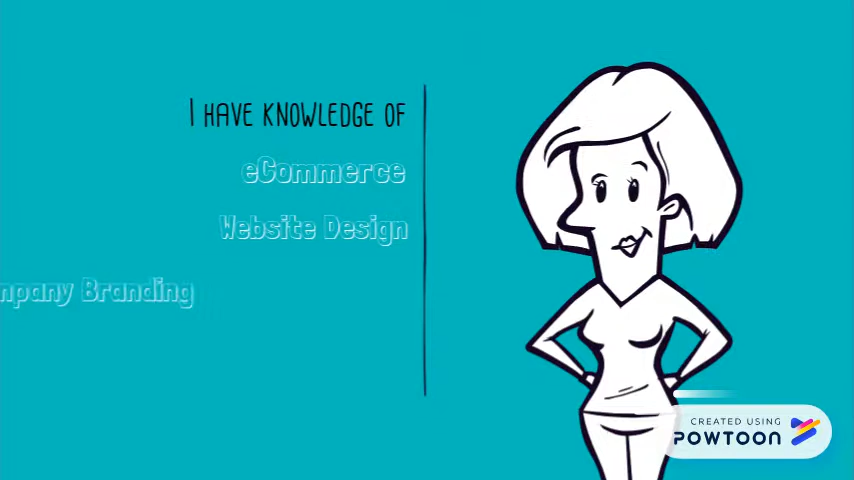 I HAVE KNOWLEDGE OF
eCommerce
Website Design
Branding
CREATED USING
POWTOON